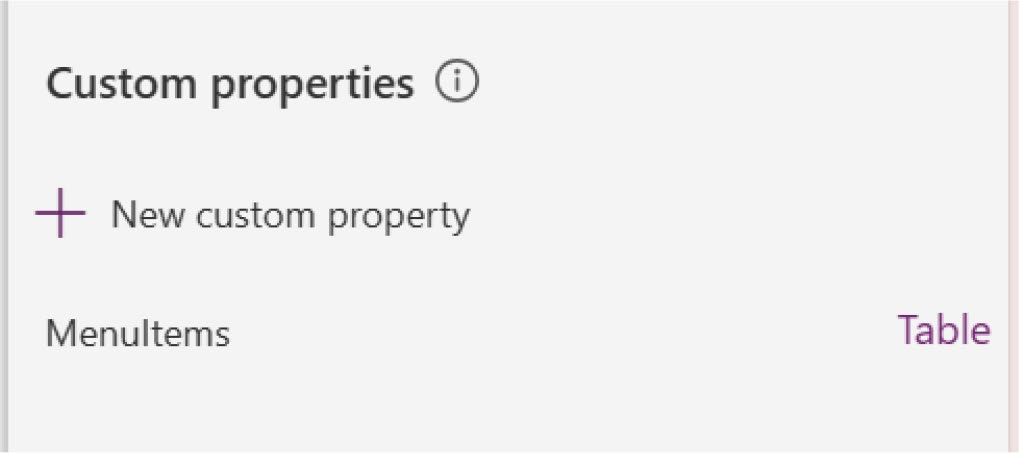 Custom properties
New custom property
MenuItems Table